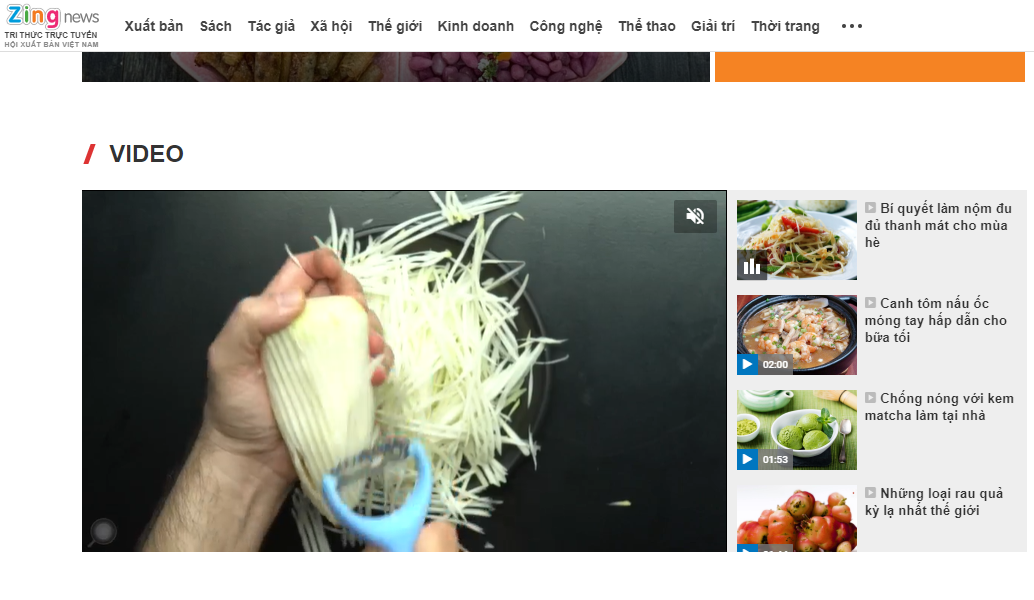 Zing news
TRI THỨC TRỰC TUYẾN
HỘI XUẤT BẢN VIỆT NAM
Xuất bản Sách Tác giả Xã hội Thế giới Kinh doanh Công nghệ Thể thao Giải trí Thời trang
VIDEO
Bí quyết làm nộm đu
đủ thanh mát cho mùa
hè
Canh tôm nấu ốc
móng tay hấp dẫn cho
bữa tối
02:00
Chống nóng với kem
matcha làm tại nhà
01:53
Những loại rau quả
kỳ lạ nhất thế giới